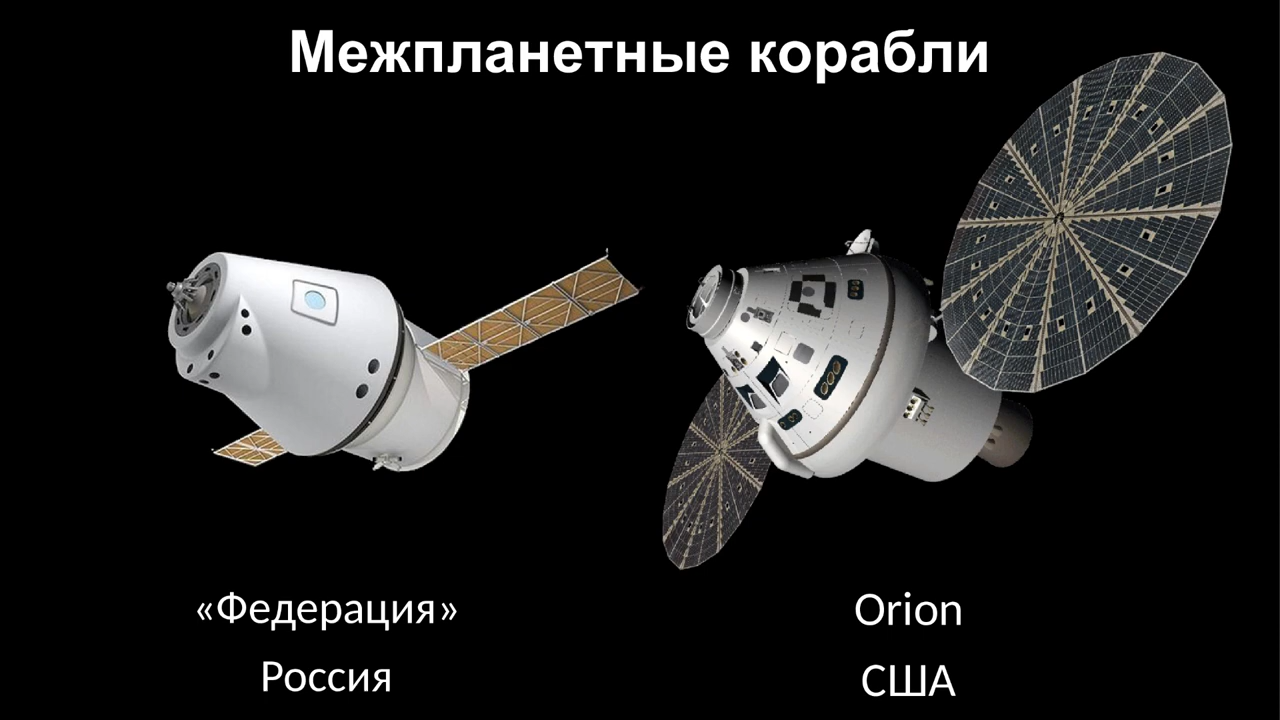 Межпланетные корабли
«Федерация»
Orion
Россия
США